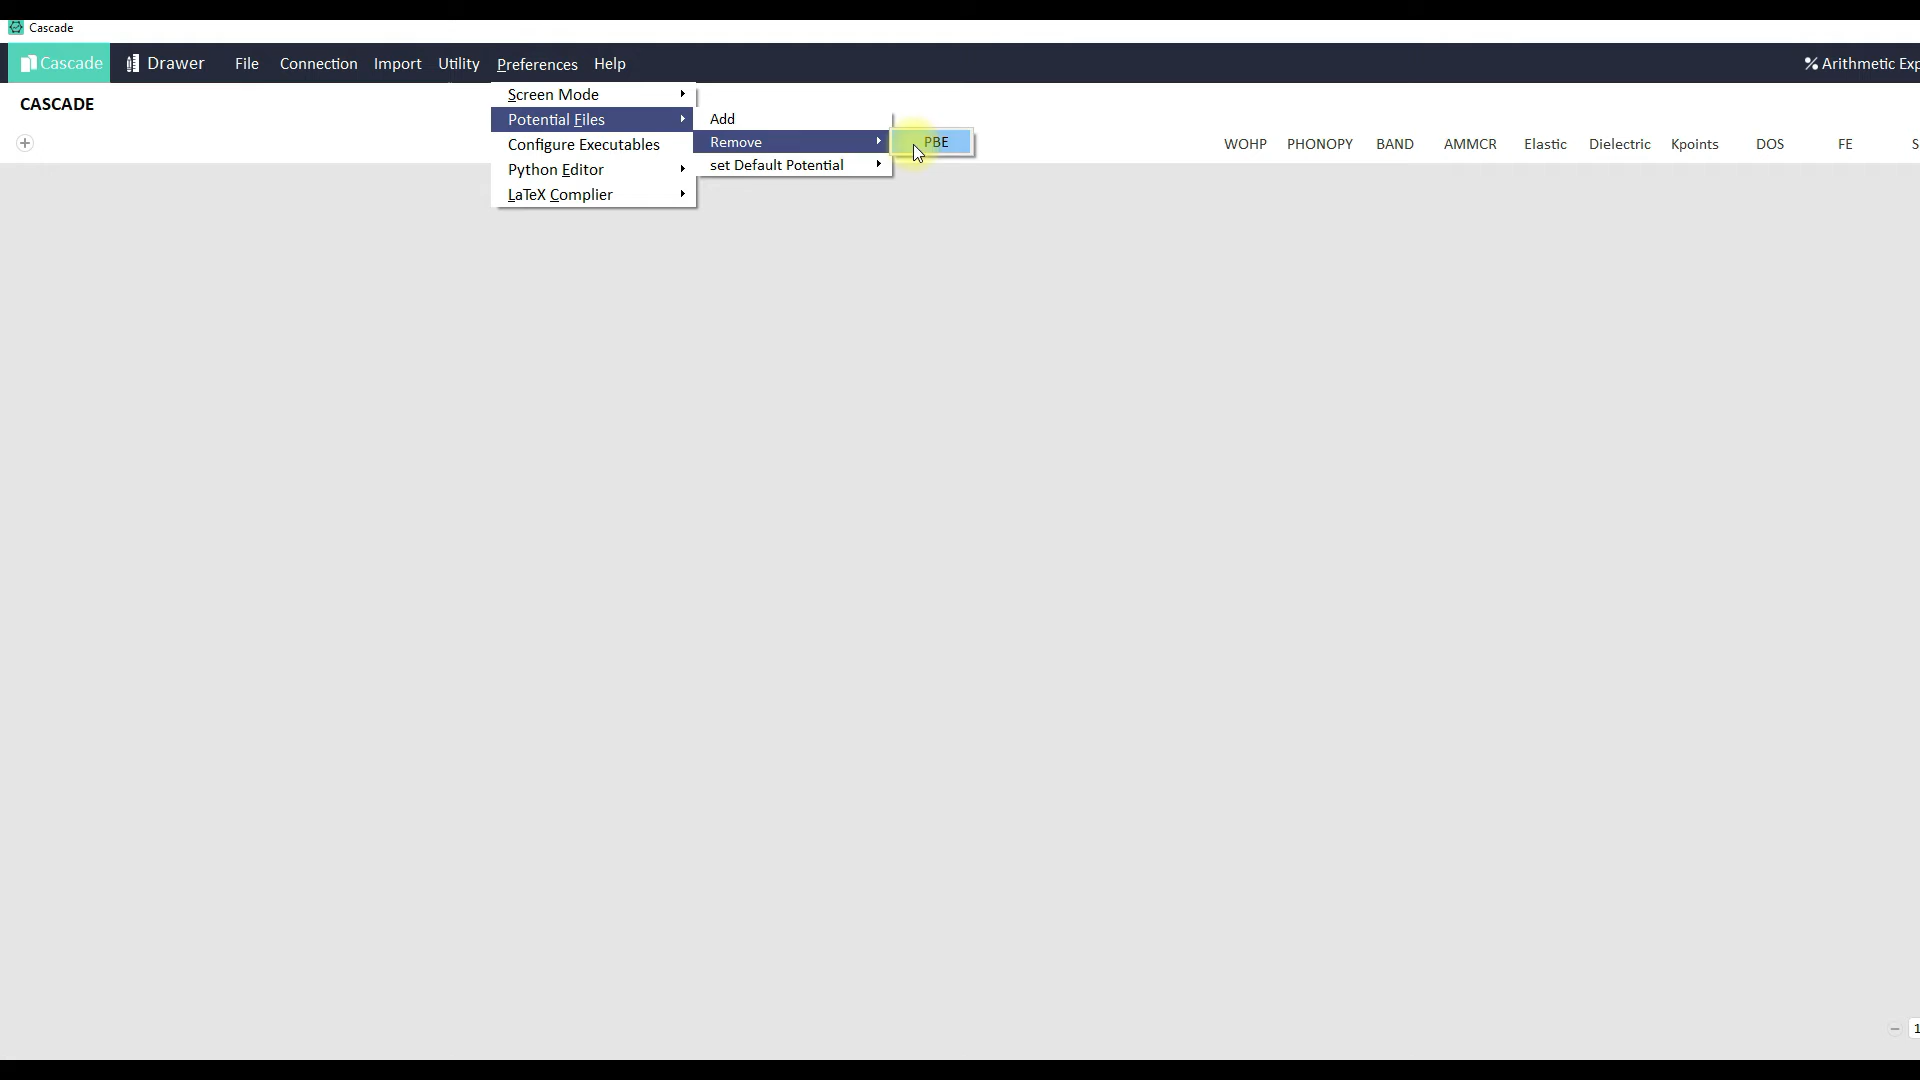 Cascade
Cascade Drawer File Connection Import Utility Preferences Help % Arithmetic Exp
CASCADE
Screen Mode
Potential Files
Configure Executables
Python Editor
LaTeX Complier
Add
Remove
set Default Potential
PBE
WOHP PHONOPY BAND AMMCR Elastic Dielectric Kpoints DOS FE S
1